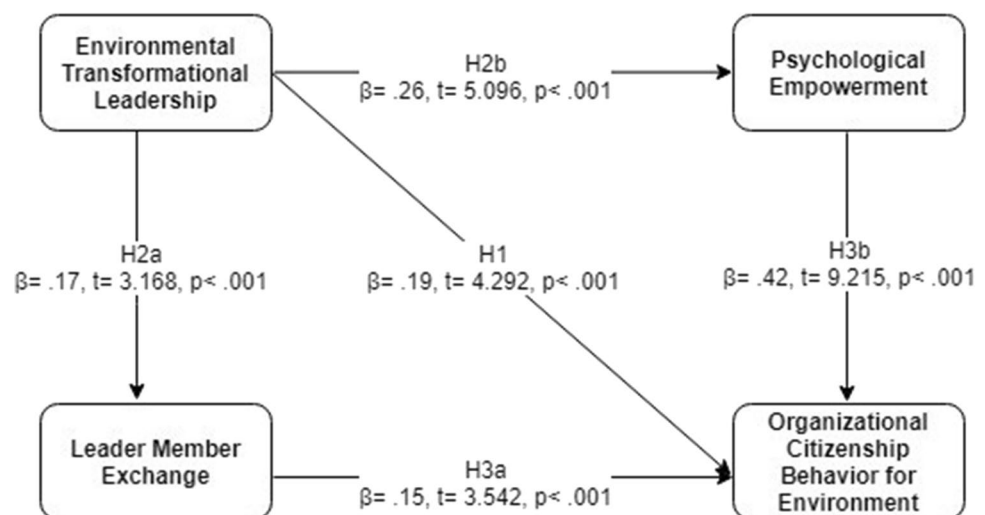 Environmental
Transformational
Leadership
H2b
β= .26, t= 5.096, p< .001
Psychological
Empowerment
H2a
β= .17, t= 3.168, p< .001
H1
β= .19, t= 4.292, p< .001
H3b
β= .42, t= 9.215, p< .001
Leader Member
Exchange
H3a
β= .15, t= 3.542, p< .001
Organizational
Citizenship
Behavior for
Environment